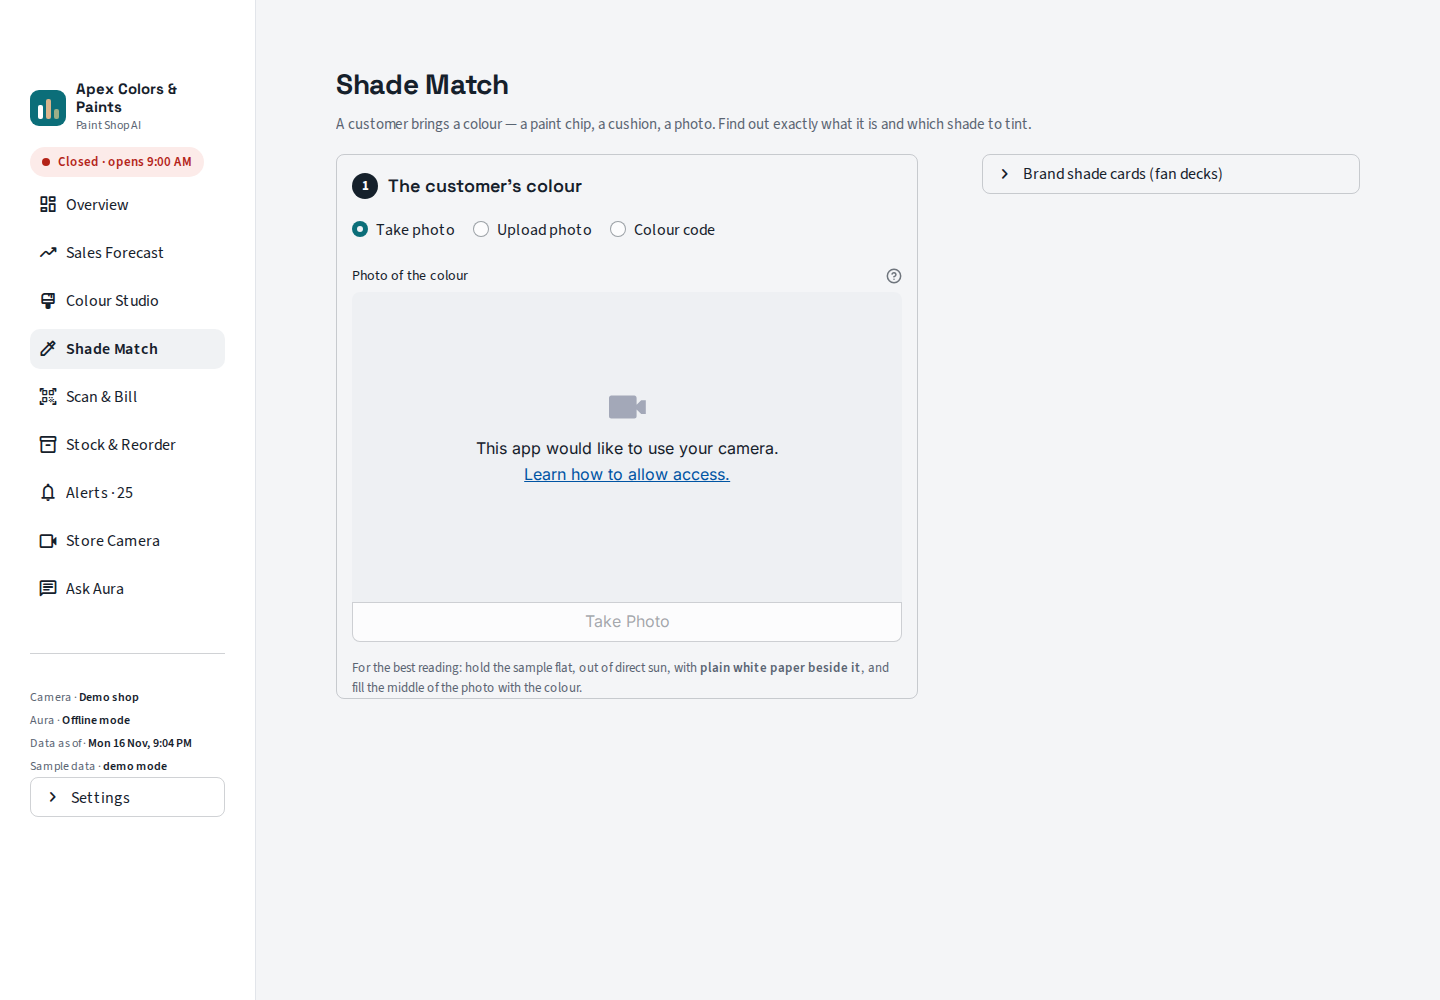 Apex Colors &
Paints
Paint Shop AI
Closed · opens 9:00 AM
Overview
Sales Forecast
Colour Studio
Shade Match
Scan & Bill
Stock & Reorder
Alerts · 25
Store Camera
Ask Aura
Camera · Demo shop
Aura · Offline mode
Data as of · Mon 16 Nov, 9:04 PM
Sample data · demo mode
Settings
Shade Match
A customer brings a colour — a paint chip, a cushion, a photo. Find out exactly what it is and which shade to tint.
1 The customer’s colour
Take photo Upload photo Colour code
Photo of the colour
This app would like to use your camera.
Learn how to allow access.
Take Photo
For the best reading: hold the sample flat, out of direct sun, with plain white paper beside it, and
fill the middle of the photo with the colour.
Brand shade cards (fan decks)